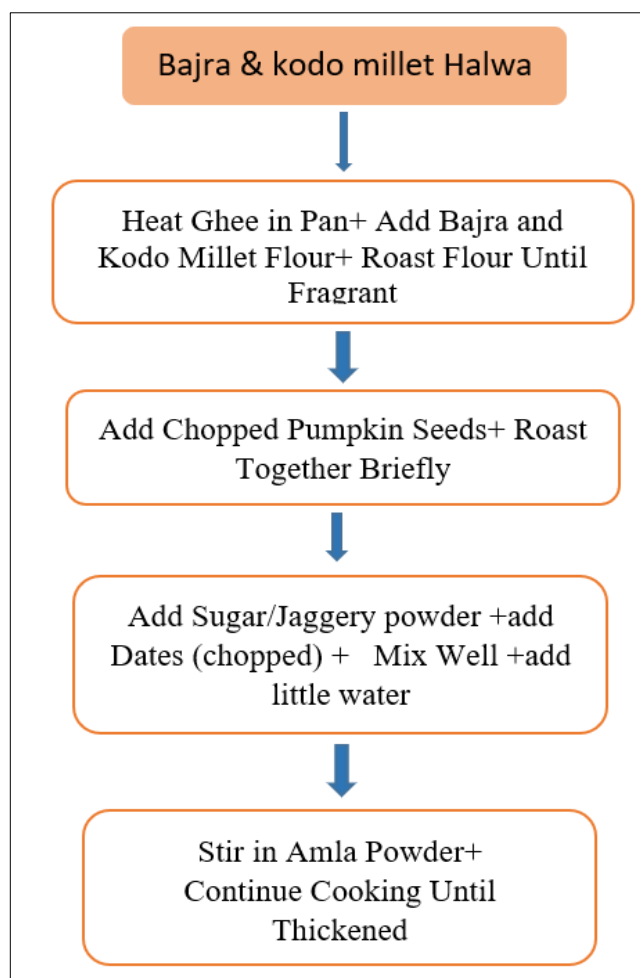 Bajra & kodo millet Halwa
Heat Ghee in Pan+ Add Bajra and
Kodo Millet Flour+ Roast Flour Until
Fragrant
Add Chopped Pumpkin Seeds+ Roast
Together Briefly
Add Sugar/Jaggery powder +add
Dates (chopped) +   Mix Well +add
little water
Stir in Amla Powder+
Continue Cooking Until
Thickened